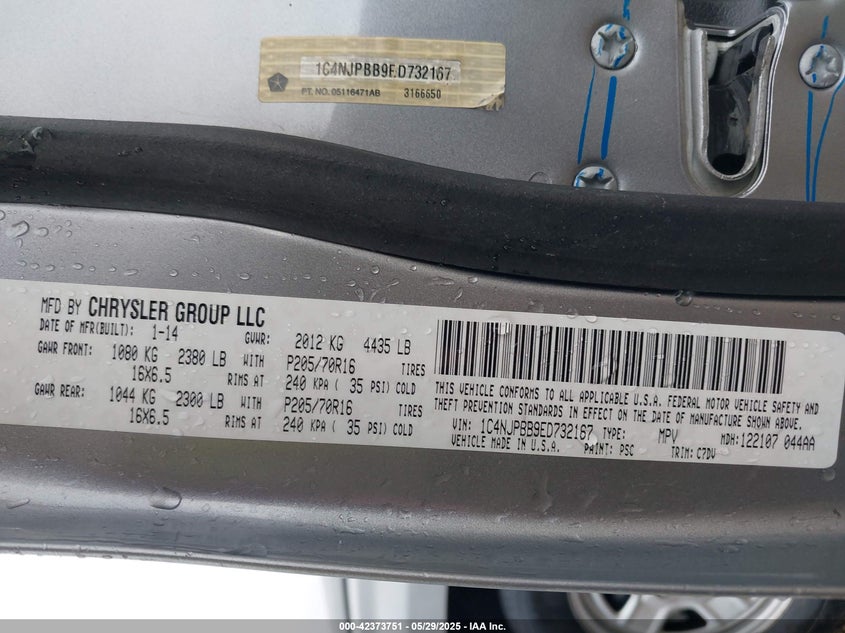 1C4NJPBB9ED732167
PT. NO. 05116471AB 3166650
MFD BY CHRYSLER GROUP LLC
DATE OF MFR(BUILT): 1-14 GVWR: 2012 KG 4435 LB
GAWR FRONT: 1080 KG 2380 LB WITH P205/70R16 TIRES
16X6.5 RIMS AT 240 KPA ( 35 PSI) COLD
GAWR REAR: 1044 KG 2300 LB WITH P205/70R16 TIRES
16X6.5 RIMS AT 240 KPA ( 35 PSI) COLD
THIS VEHICLE CONFORMS TO ALL APPLICABLE U.S.A. FEDERAL MOTOR VEHICLE SAFETY AND
THEFT PREVENTION STANDARDS IN EFFECT ON THE DATE OF MANUFACTURE SHOWN ABOVE.
VIN: 1C4NJPBB9ED732167 TYPE: MPV MDH:122107 044AA
VEHICLE MADE IN U.S.A. PAINT: PSC TRIM: C7DV
000-42373751 - 05/29/2025 - IAA Inc.